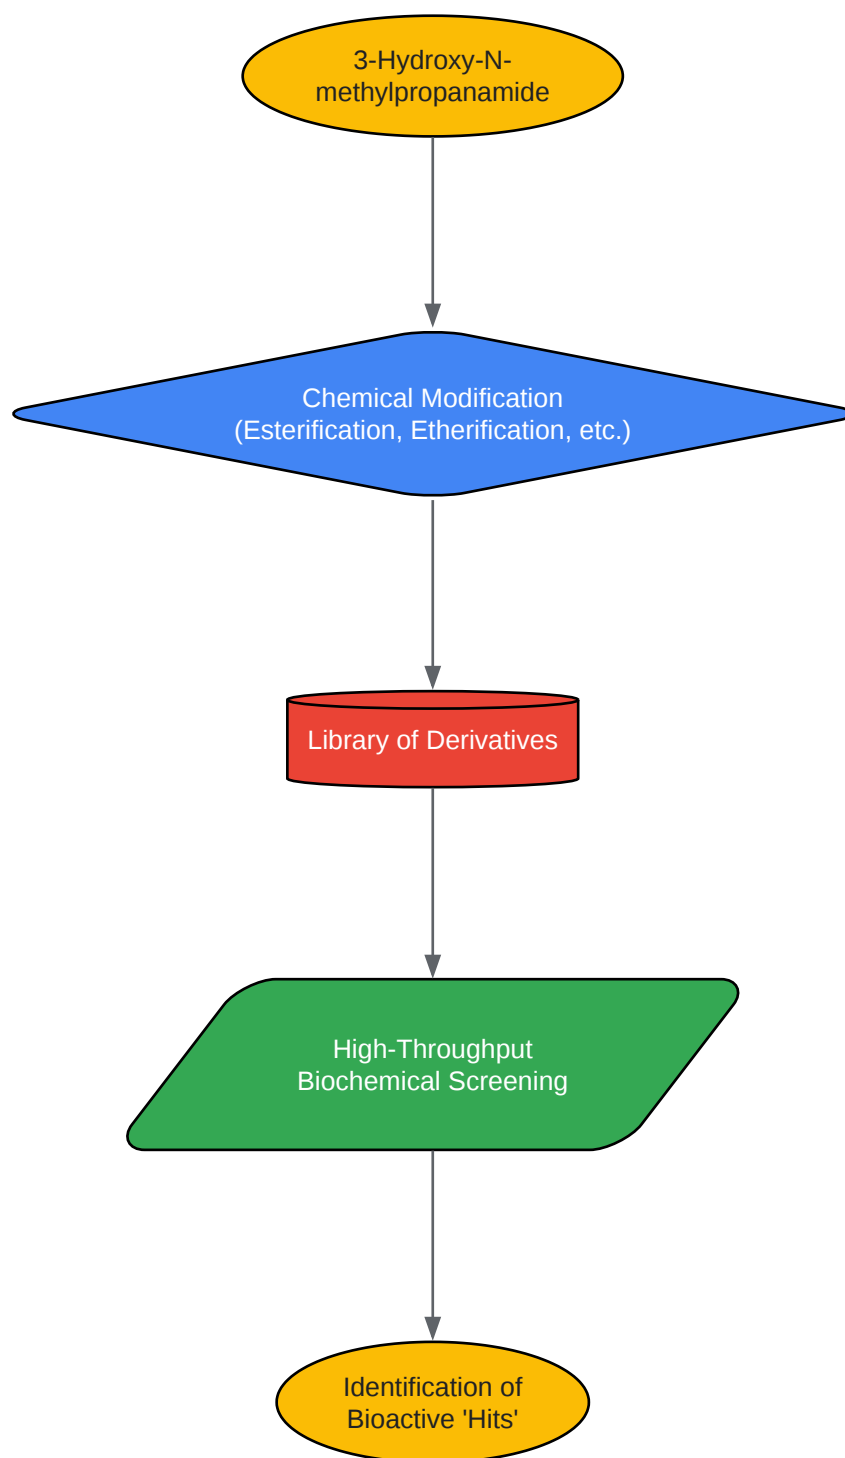 3-Hydroxy-N-
methylpropanamide
Chemical Modification
(Esterification, Etherification, etc.)
Library of Derivatives
High-Throughput
Biochemical Screening
Identification of
Bioactive 'Hits'